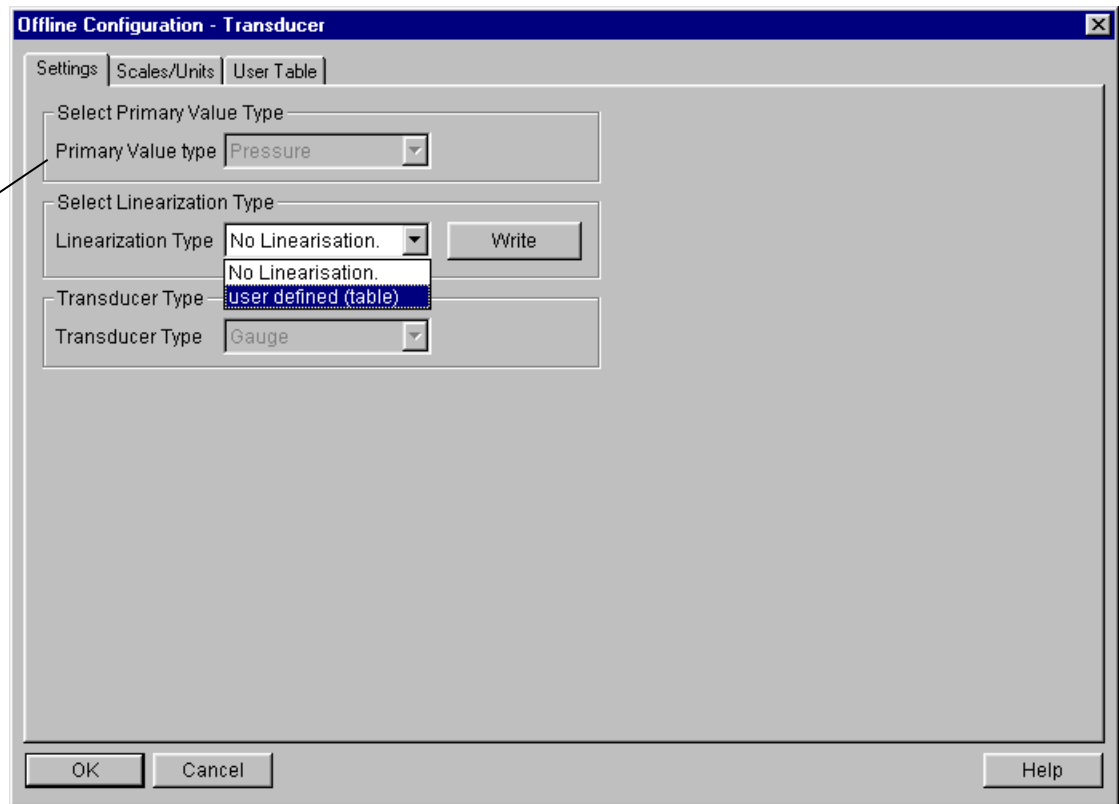 Offline Configuration - Transducer
Settings Scales/Units User Table
Select Primary Value Type
Primary Value type Pressure
Select Linearization Type
Linearization Type No Linearisation. Write
No Linearisation.
user defined (table)
Transducer Type
Transducer Type Gauge
OK Cancel Help